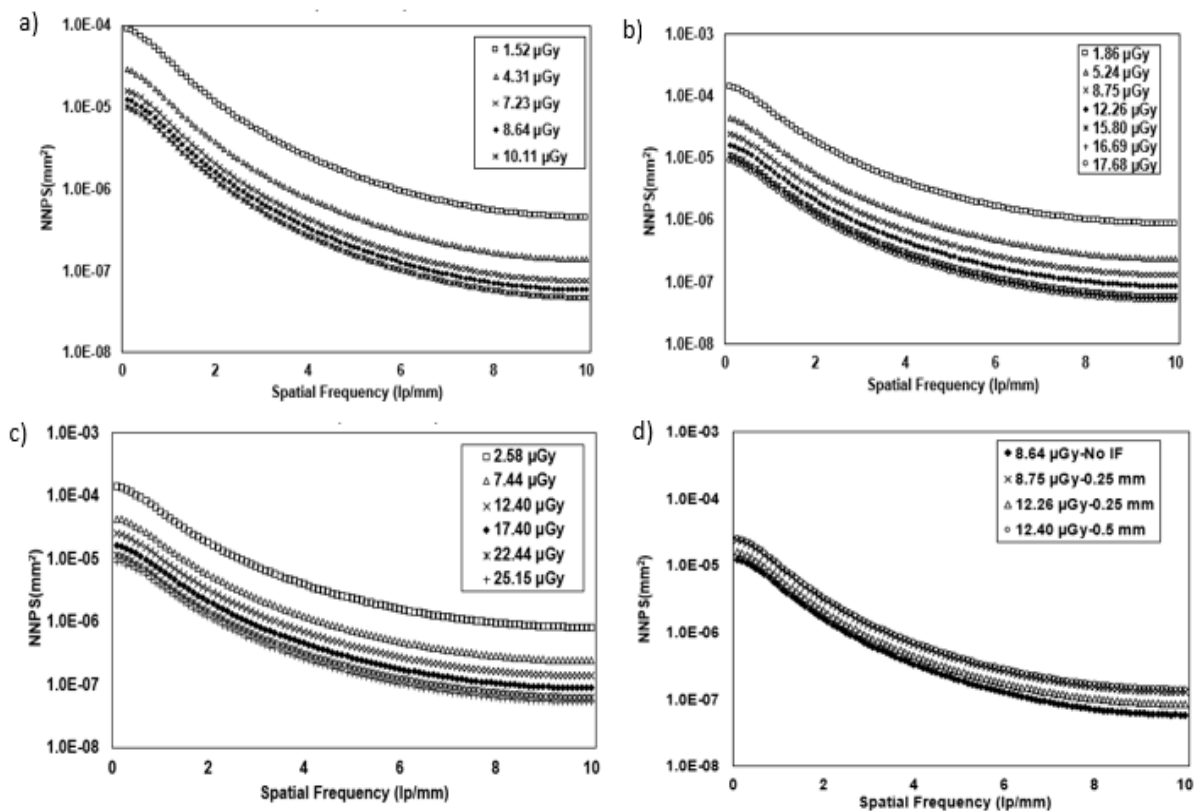 a)
1.0E-04
1.0E-05
1.0E-06
1.0E-07
1.0E-08
NNPS(mm²)
0 2 4 6 8 10
Spatial Frequency (lp/mm)
1.52 µGy
4.31 µGy
7.23 µGy
8.64 µGy
10.11 µGy
b)
1.0E-03
1.0E-04
1.0E-05
1.0E-06
1.0E-07
1.0E-08
NNPS(mm²)
0 2 4 6 8 10
Spatial Frequency (lp/mm)
1.86 µGy
5.24 µGy
8.75 µGy
12.26 µGy
15.80 µGy
16.69 µGy
17.68 µGy
c)
1.0E-03
1.0E-04
1.0E-05
1.0E-06
1.0E-07
1.0E-08
NNPS(mm²)
0 2 4 6 8 10
Spatial Frequency (lp/mm)
2.58 µGy
7.44 µGy
12.40 µGy
17.40 µGy
22.44 µGy
25.15 µGy
d)
1.0E-03
1.0E-04
1.0E-05
1.0E-06
1.0E-07
1.0E-08
NNPS(mm²)
0 2 4 6 8 10
Spatial Frequency (lp/mm)
8.64 µGy-No IF
8.75 µGy-0.25 mm
12.26 µGy-0.25 mm
12.40 µGy-0.5 mm